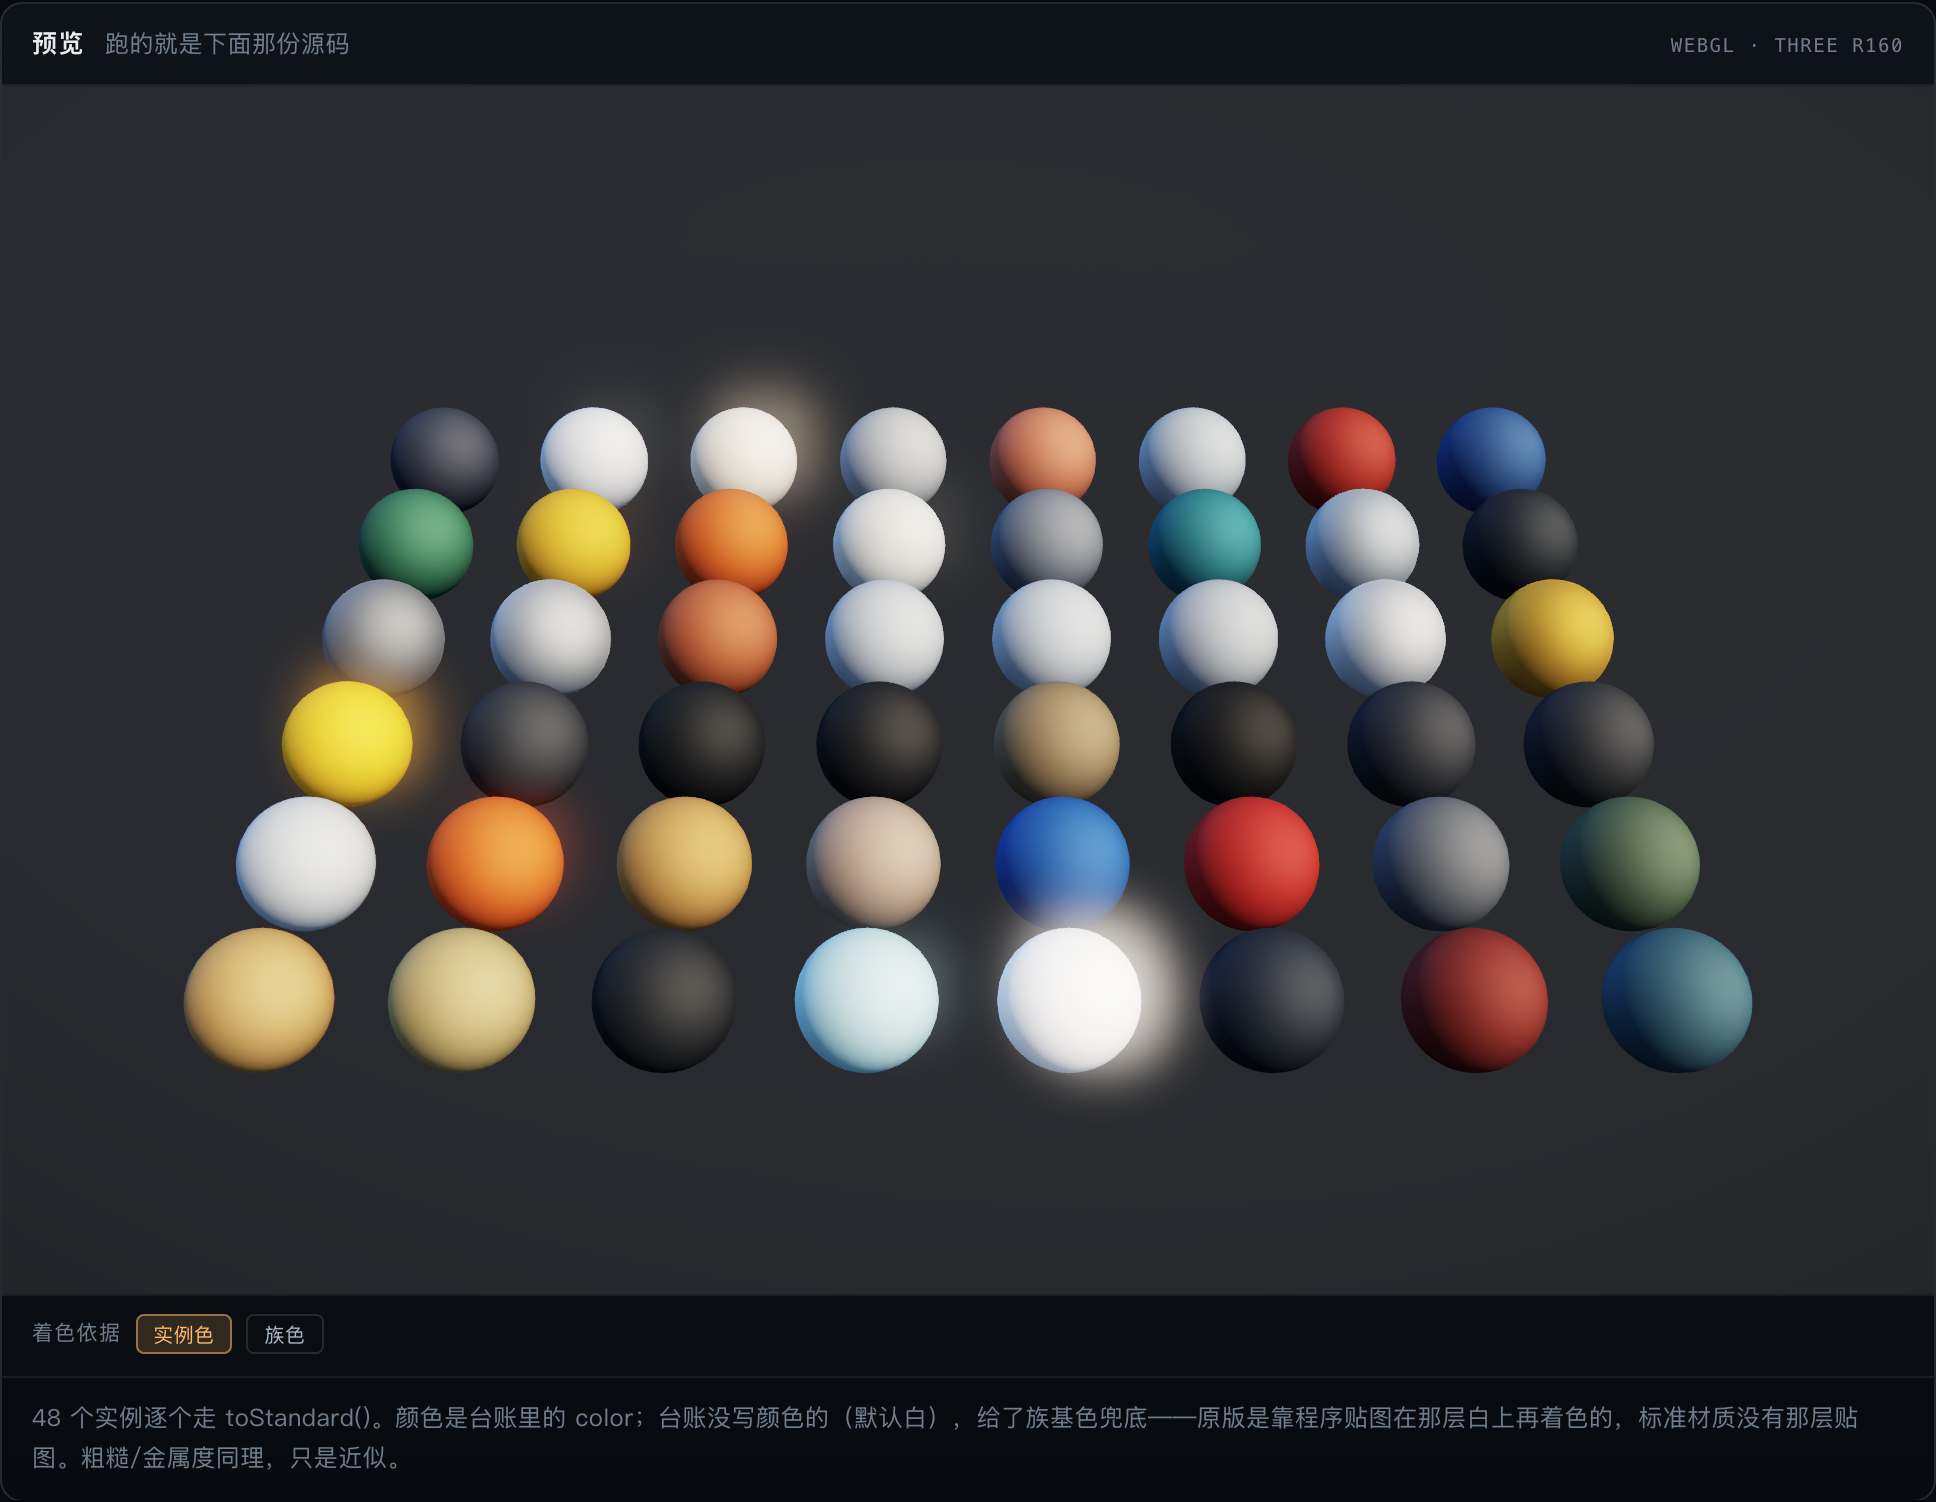 预览 跑的就是下面那份源码
WEBGL · THREE R160
着色依据 实例色 族色
48 个实例逐个走 toStandard()。颜色是台账里的 color；台账没写颜色的（默认白），给了族基色兜底——原版是靠程序贴图在那层白上再着色的，标准材质没有那层贴
图。粗糙/金属度同理，只是近似。